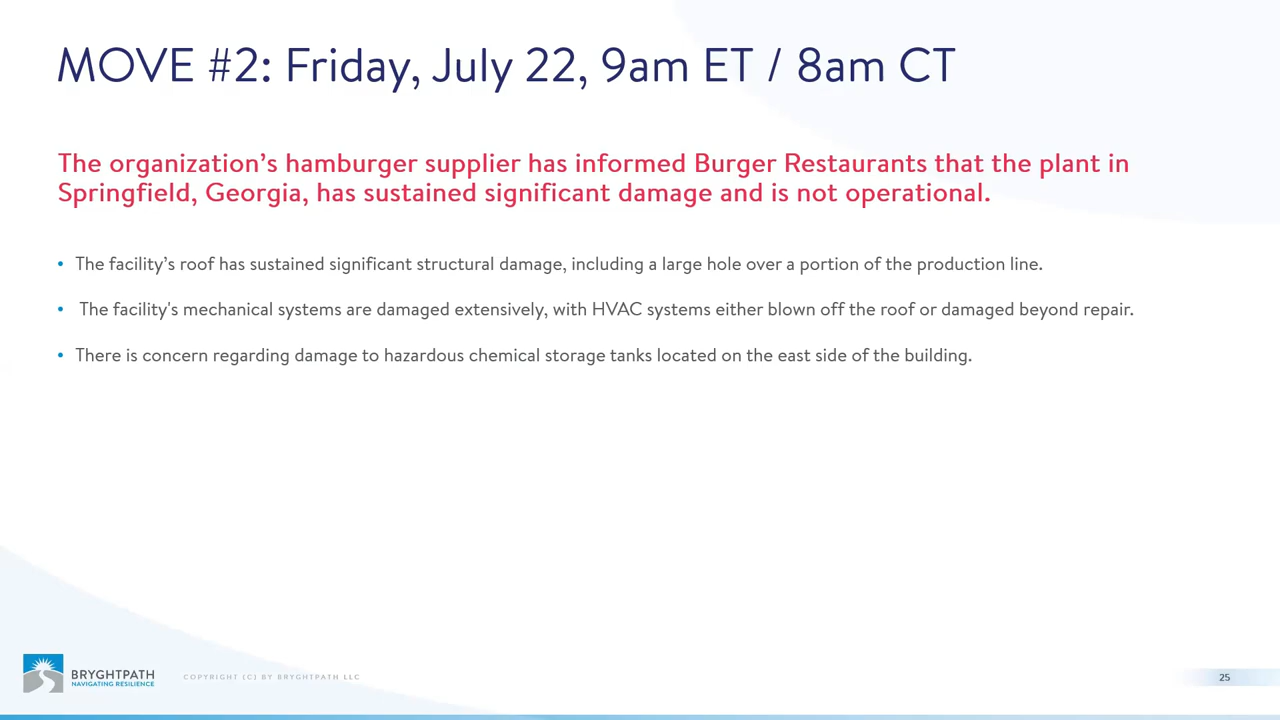 MOVE #2: Friday, July 22, 9am ET / 8am CT
The organization’s hamburger supplier has informed Burger Restaurants that the plant in
Springfield, Georgia, has sustained significant damage and is not operational.
• The facility’s roof has sustained significant structural damage, including a large hole over a portion of the production line.
• The facility's mechanical systems are damaged extensively, with HVAC systems either blown off the roof or damaged beyond repair.
• There is concern regarding damage to hazardous chemical storage tanks located on the east side of the building.
BRYGHTPATH
NAVIGATING RESILIENCE
COPYRIGHT (C) BY BRYGHTPATH LLC
25